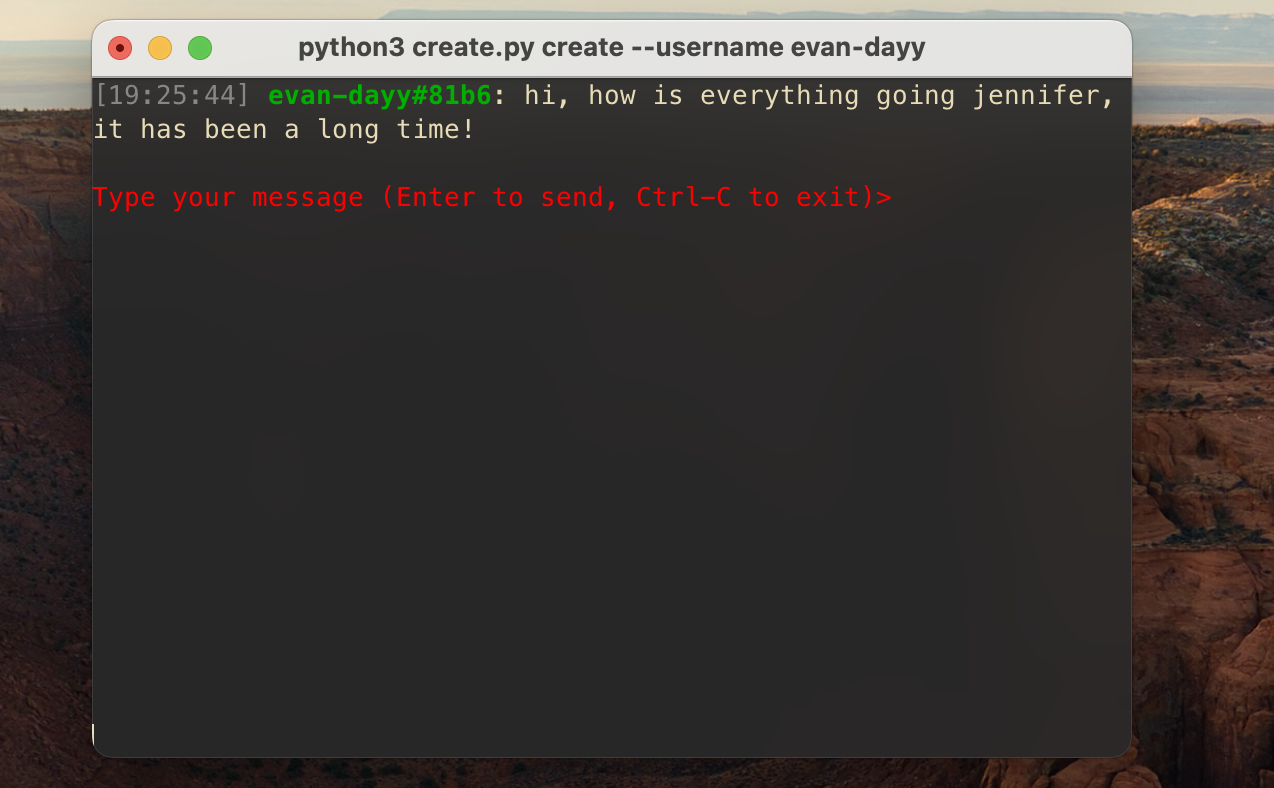 python3 create.py create --username evan-dayy
[19:25:44] evan-dayy#81b6: hi, how is everything going jennifer,
it has been a long time!
Type your message (Enter to send, Ctrl-C to exit)>